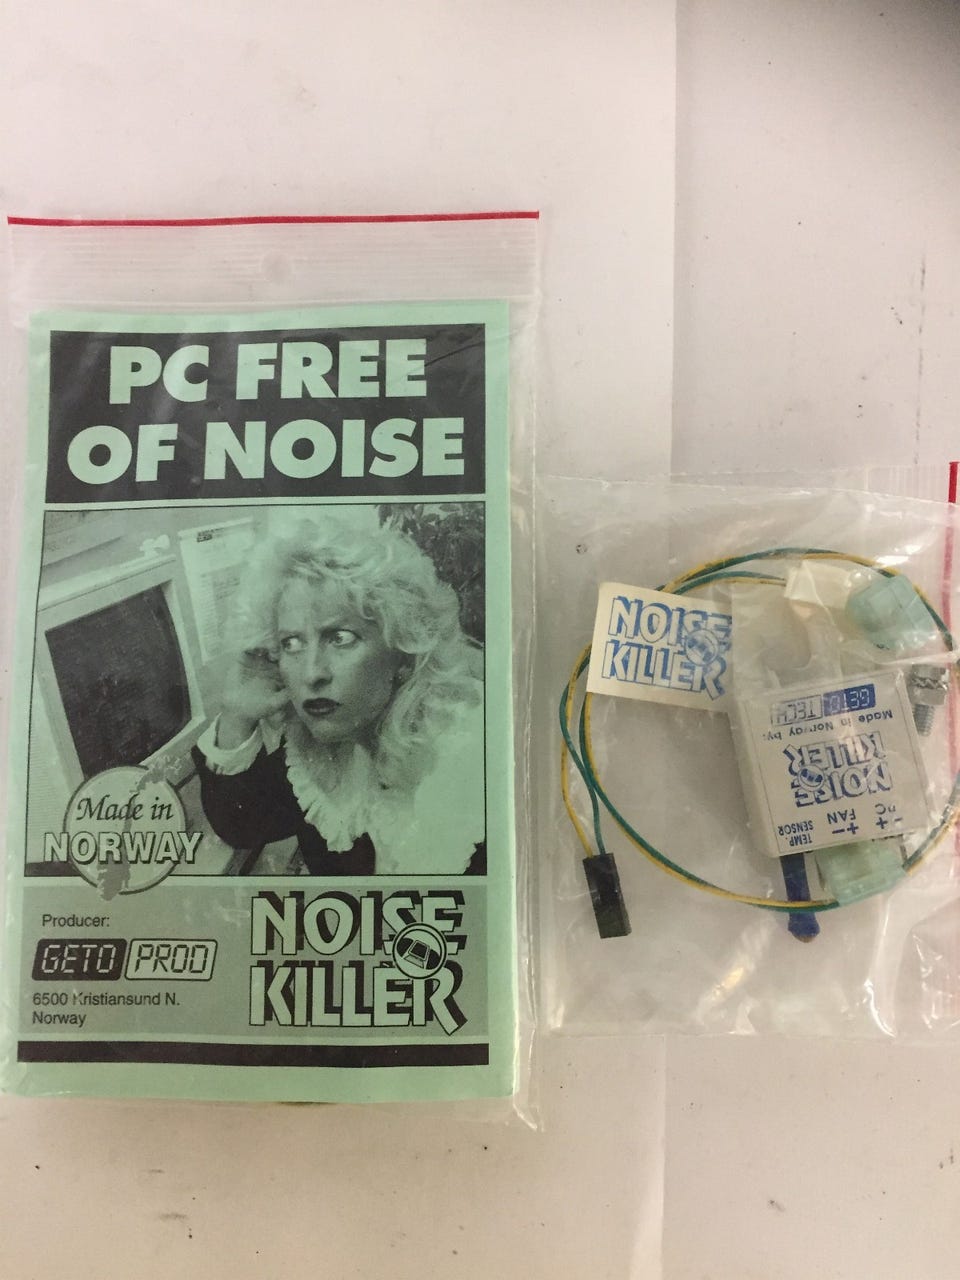 PC FREE
OF NOISE
Made in
NORWAY
Producer:
GETO PROD
6500 Kristiansund N.
Norway
NOISE
KILLER
NOISE
KILLER
GETO TECH
Made in Norway by:
NOISE
KILLER
TEMP.
SENSOR
+ −
FAN
− +